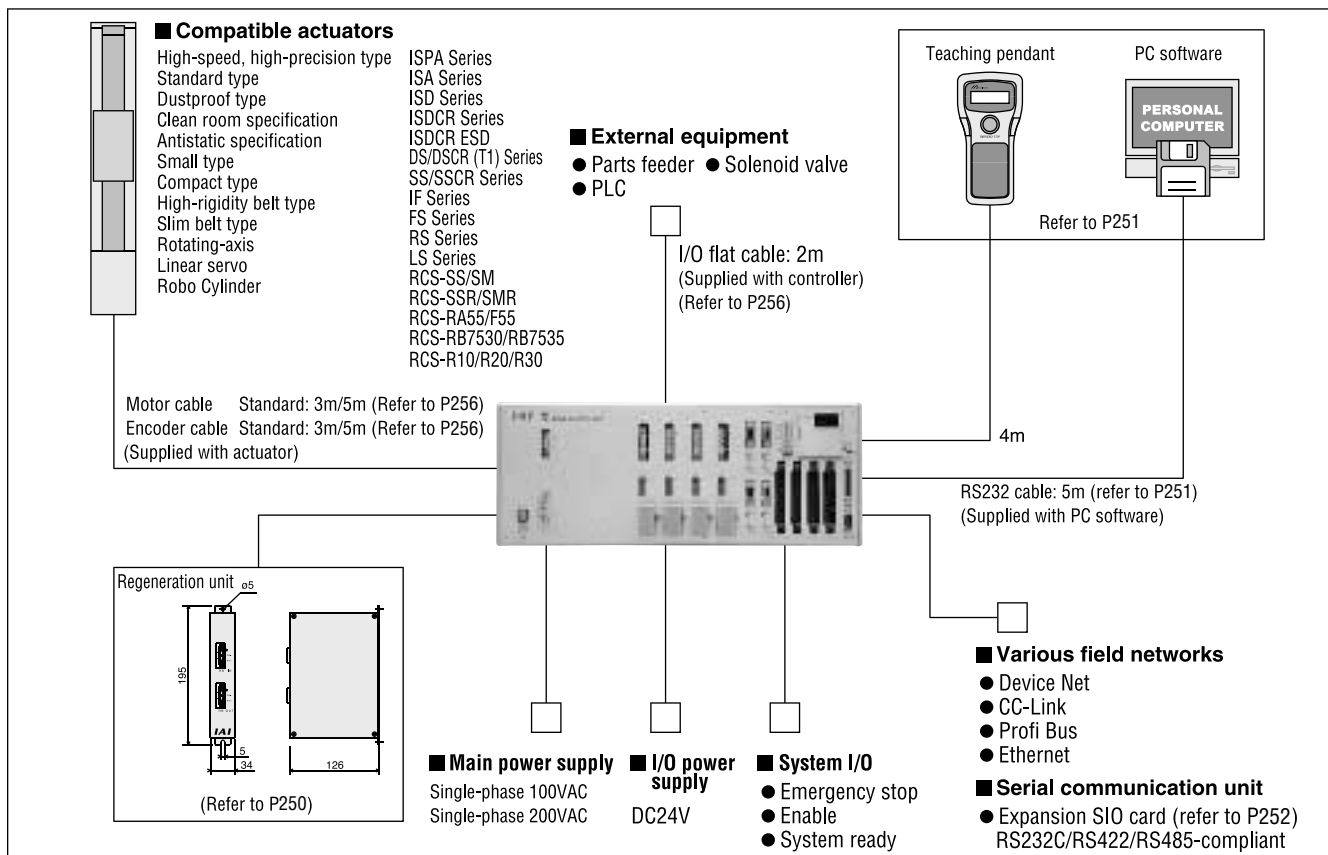 ■ Compatible actuators
High-speed, high-precision type ISPA Series
Standard type ISA Series
Dustproof type ISD Series
Clean room specification ISDCR Series
Antistatic specification ISDCR ESD
Small type DS/DSCR (T1) Series
Compact type SS/SSCR Series
High-rigidity belt type IF Series
Slim belt type FS Series
Rotating-axis RS Series
Linear servo LS Series
Robo Cylinder RCS-SS/SM
RCS-SSR/SMR
RCS-RA55/F55
RCS-RB7530/RB7535
RCS-R10/R20/R30
■ External equipment
● Parts feeder ● Solenoid valve
● PLC
I/O flat cable: 2m
(Supplied with controller)
(Refer to P256)
Teaching pendant PC software
PERSONAL
COMPUTER
Refer to P251
Motor cable Standard: 3m/5m (Refer to P256)
Encoder cable Standard: 3m/5m (Refer to P256)
(Supplied with actuator)
4m
RS232 cable: 5m (refer to P251)
(Supplied with PC software)
Regeneration unit ø5
195
IAI
5
34
126
(Refer to P250)
■ Main power supply
Single-phase 100VAC
Single-phase 200VAC
■ I/O power
supply
DC24V
■ System I/O
● Emergency stop
● Enable
● System ready
■ Various field networks
● Device Net
● CC-Link
● Profi Bus
● Ethernet
■ Serial communication unit
● Expansion SIO card (refer to P252)
RS232C/RS422/RS485-compliant